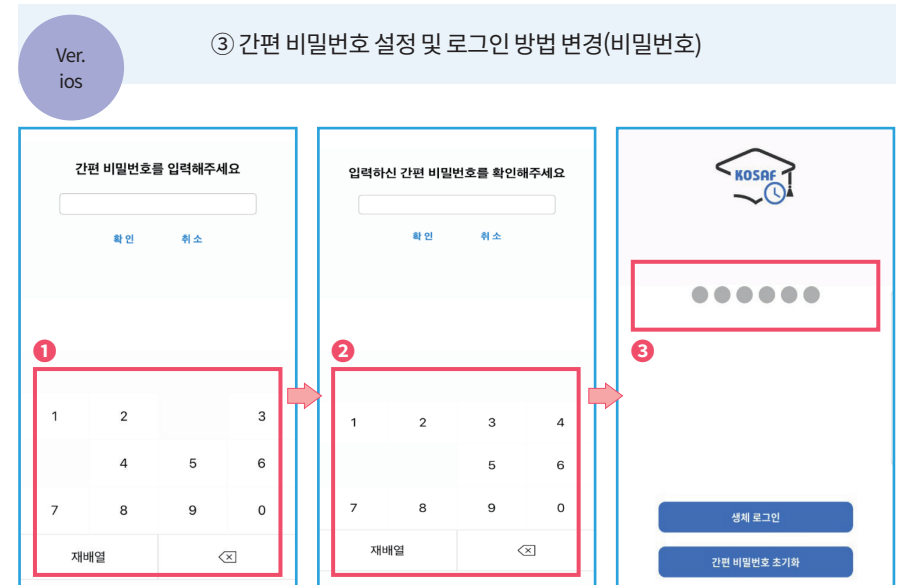 Ver.
ios
③ 간편 비밀번호 설정 및 로그인 방법 변경(비밀번호)
간편 비밀번호를 입력해주세요
확인 취소
1
1 2 3
4 5 6
7 8 9 0
재배열
입력하신 간편 비밀번호를 확인해주세요
확인 취소
2
1 2 3 4
5 6
7 8 9 0
재배열
KOSAF
3
생체 로그인
간편 비밀번호 초기화